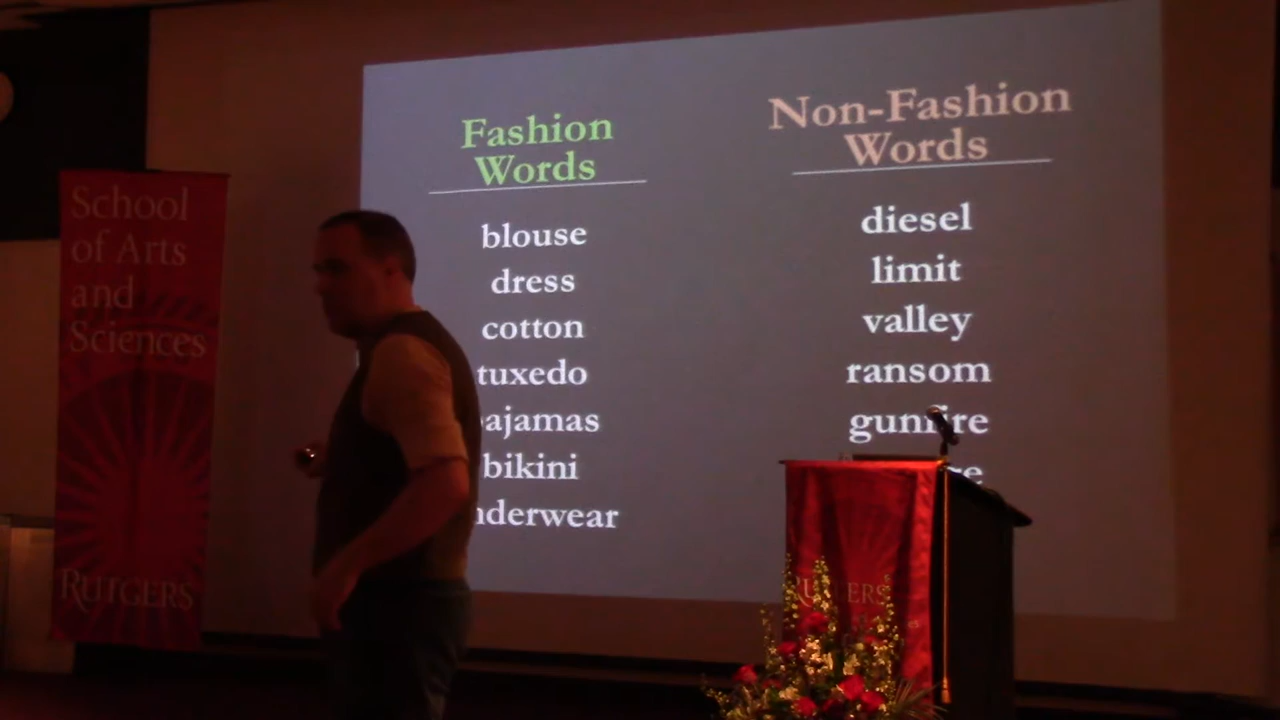 School
of Arts
and
Sciences
RUTGERS
Fashion
Words
blouse
dress
cotton
tuxedo
bikini
Non-Fashion
Words
diesel
limit
valley
ransom